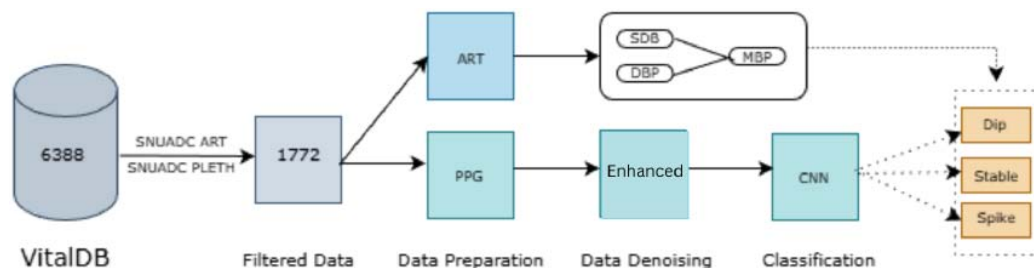 6388
SNUADC ART
SNUADC PLETH
1772
ART
SDB
DBP
MBP
PPG
Enhanced
CNN
Dip
Stable
Spike
VitalDB
Filtered Data
Data Preparation
Data Denoising
Classification